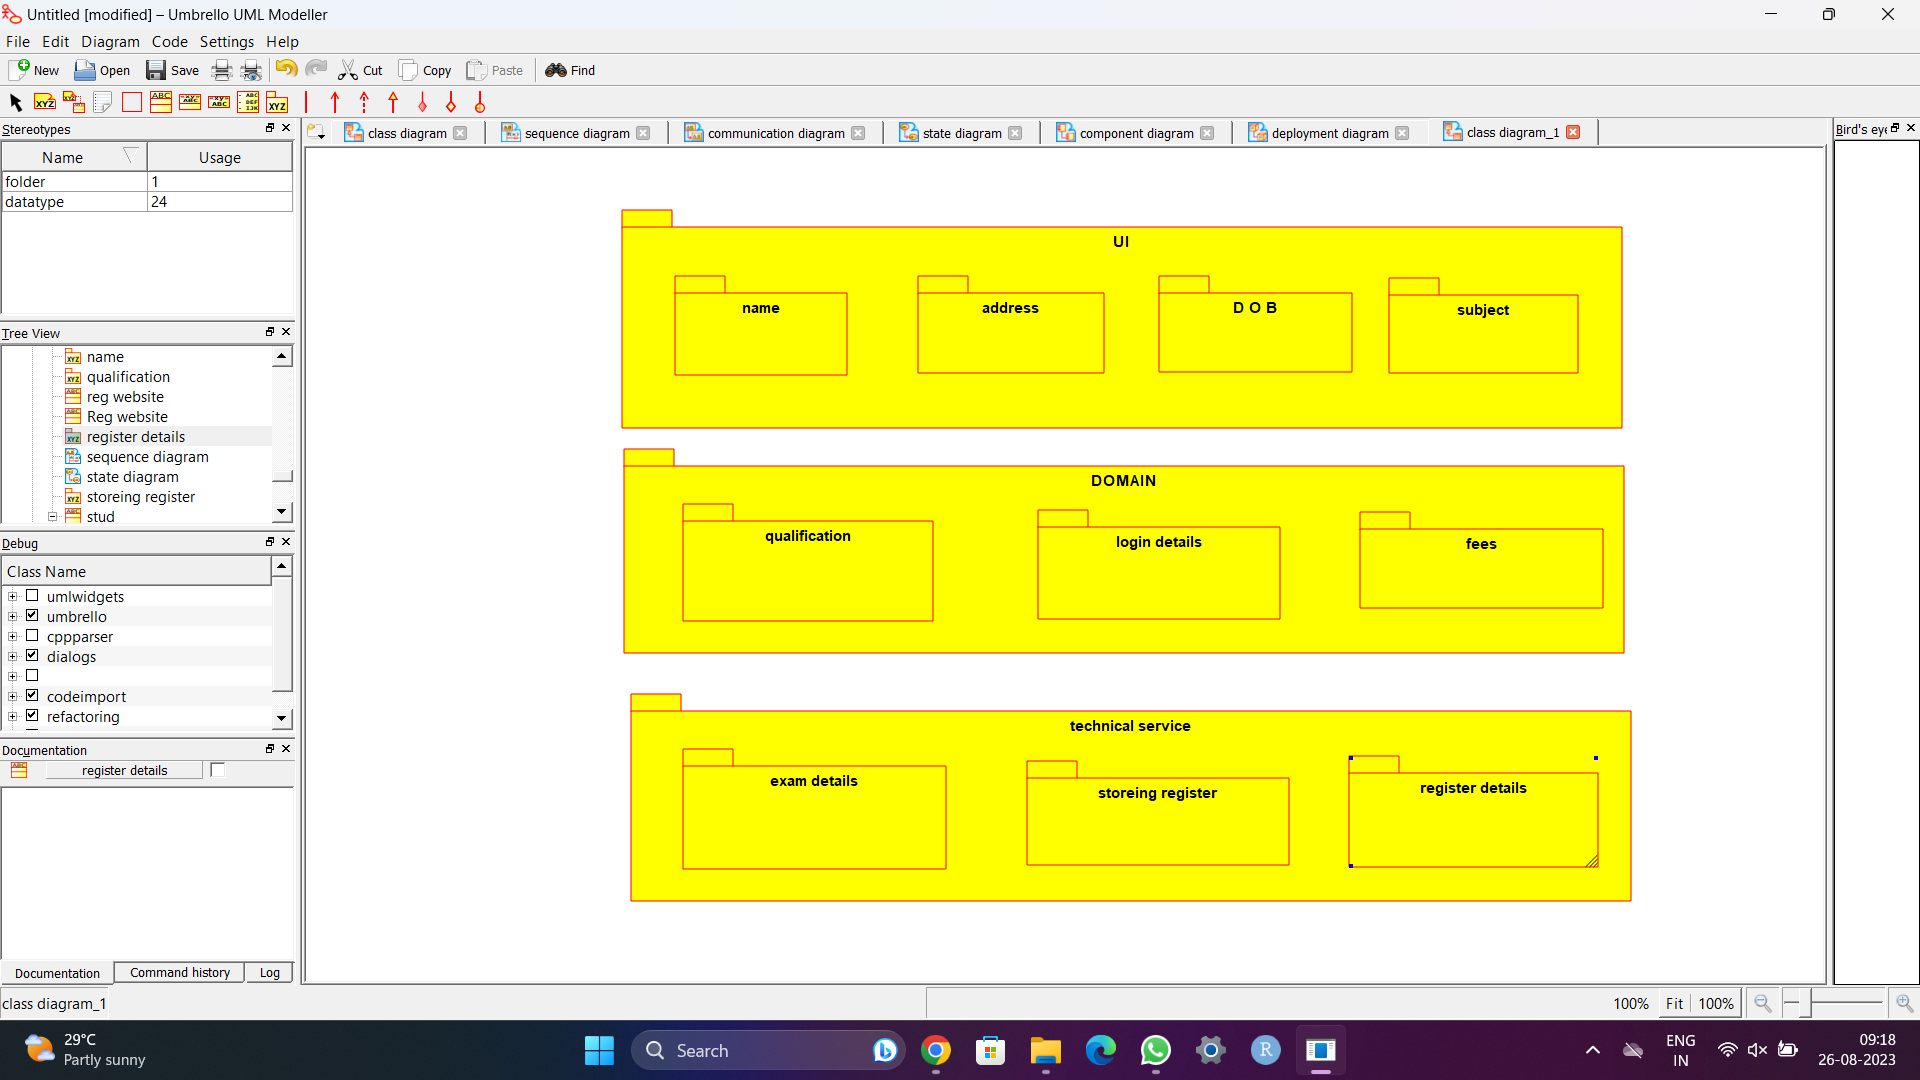 Untitled [modified] – Umbrello UML Modeller
File Edit Diagram Code Settings Help
New Open Save Cut Copy Paste Find
Stereotypes
Name Usage
folder 1
datatype 24
Tree View
name
qualification
reg website
Reg website
register details
sequence diagram
state diagram
storeing register
stud
Debug
Class Name
umlwidgets
umbrello
cppparser
dialogs
codeimport
refactoring
Documentation
register details
Documentation Command history Log
class diagram sequence diagram communication diagram state diagram component diagram deployment diagram class diagram_1
UI
name address D O B subject
DOMAIN
qualification login details fees
technical service
exam details storeing register register details
Bird's eye
class diagram_1
100% Fit 100%
29°C
Partly sunny
Search
ENG
IN
09:18
26-08-2023